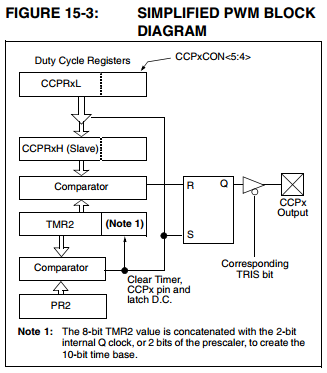 FIGURE 15-3: SIMPLIFIED PWM BLOCK
DIAGRAM
Duty Cycle Registers
CCPxCON<5:4>
CCPRxL
CCPRxH (Slave)
Comparator
R Q
CCPx
Output
TMR2 (Note 1)
S
Comparator
Clear Timer,
CCPx pin and
latch D.C.
Corresponding
TRIS bit
PR2
Note 1: The 8-bit TMR2 value is concatenated with the 2-bit
internal Q clock, or 2 bits of the prescaler, to create the
10-bit time base.